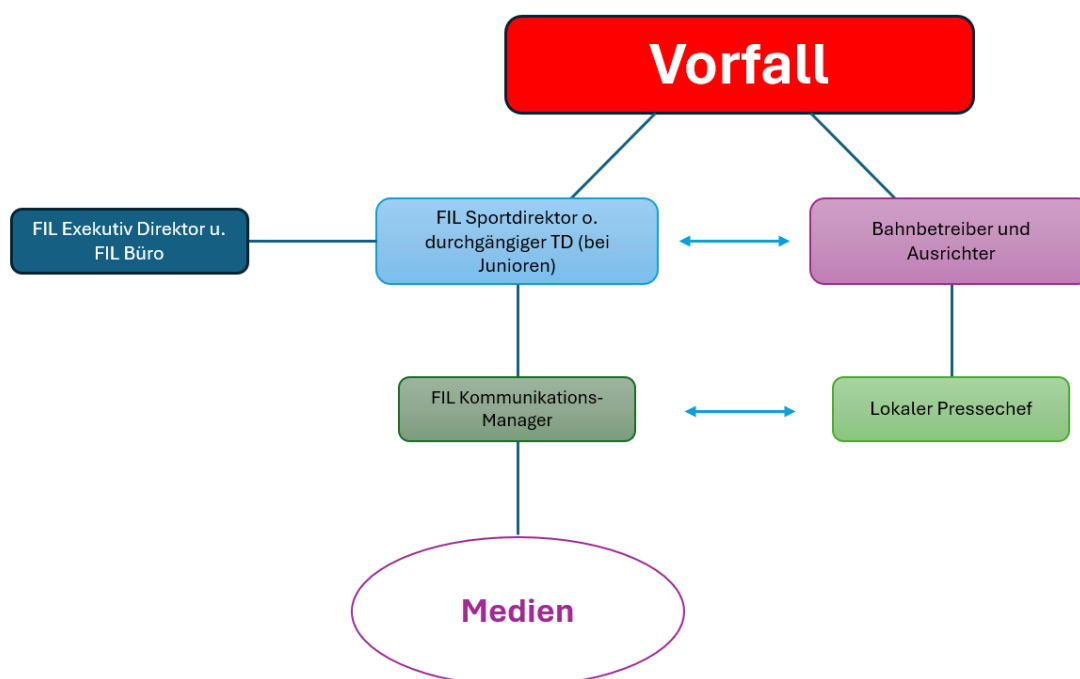 Vorfall
FIL Exekutiv Direktor u.
FIL Büro
FIL Sportdirektor o.
durchgängiger TD (bei
Junioren)
Bahnbetreiber und
Ausrichter
FIL Kommunikations-
Manager
Lokaler Pressechef
Medien